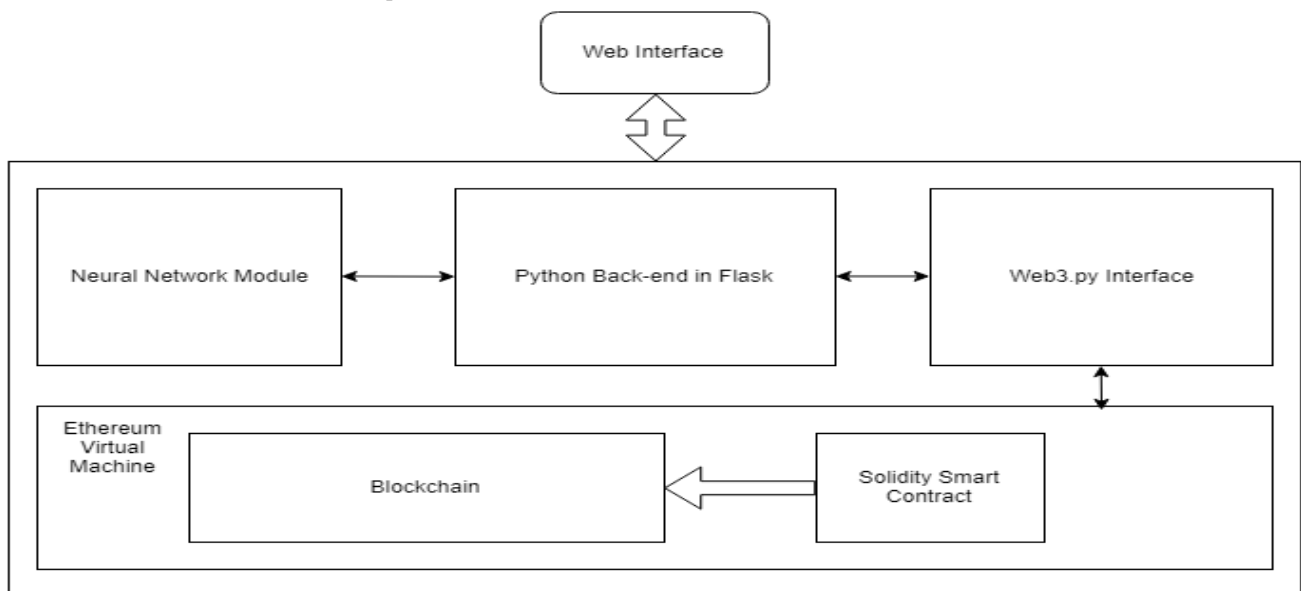 Web Interface
Neural Network Module
Python Back-end in Flask
Web3.py Interface
Ethereum
Virtual
Machine
Blockchain
Solidity Smart
Contract